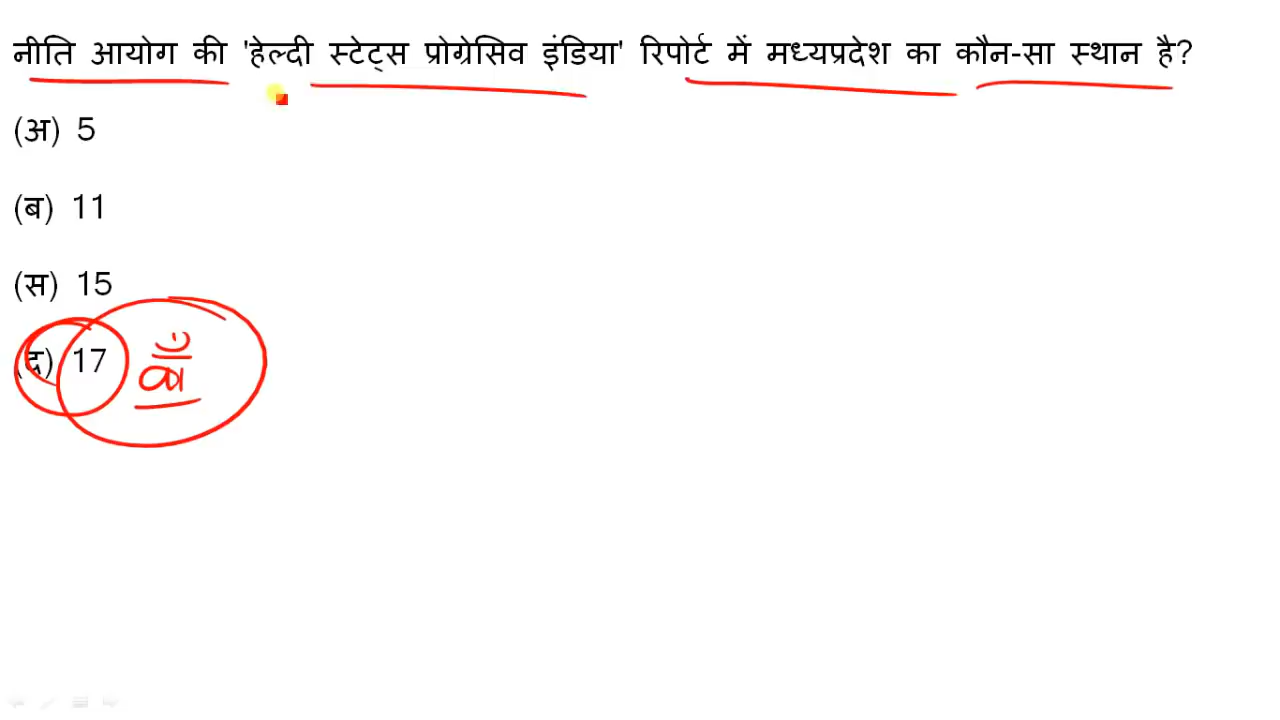 नीति आयोग की 'हेल्दी स्टेट्स प्रोग्रेसिव इंडिया' रिपोर्ट में मध्यप्रदेश का कौन-सा स्थान है?
(अ) 5
(ब) 11
(स) 15
(द) 17 वाँ